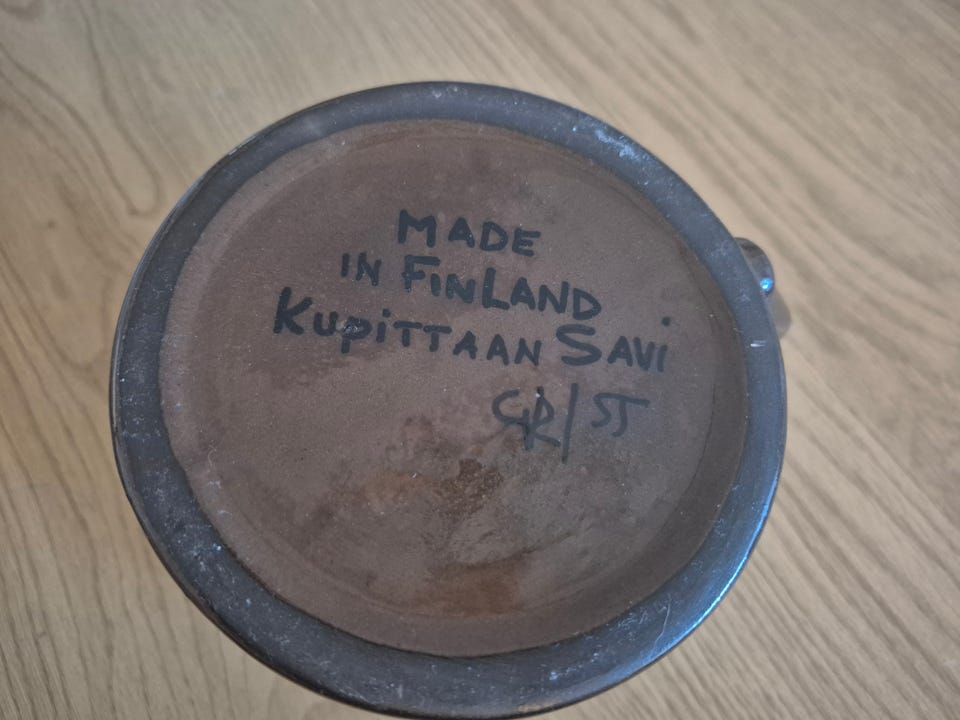 MADE
IN FINLAND
KUPITTAAN SAVI
GR/55